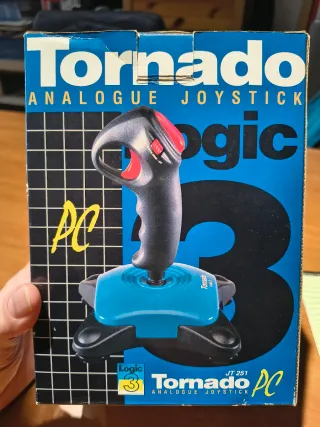 Tornado
ANALOGUE JOYSTICK
Logic
3
PC
Tornado
Logic
3
JT 251
Tornado PC
ANALOGUE JOYSTICK